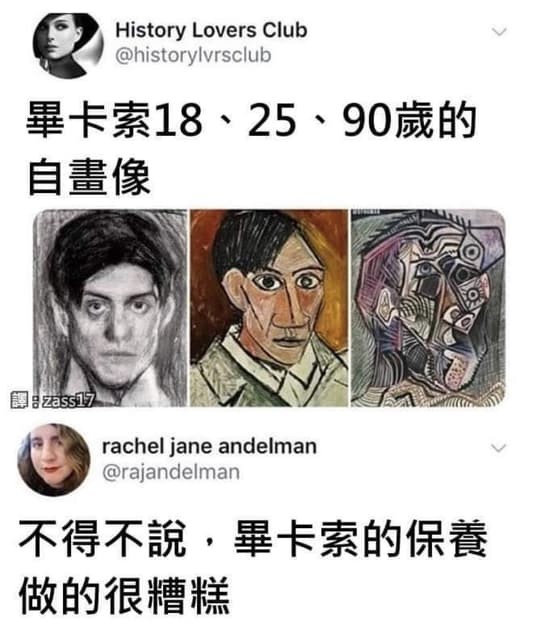 History Lovers Club
@historylvrsclub
畢卡索18、25、90歲的
自畫像
譯：zass17
rachel jane andelman
@rajandelman
不得不說，畢卡索的保養
做的很糟糕